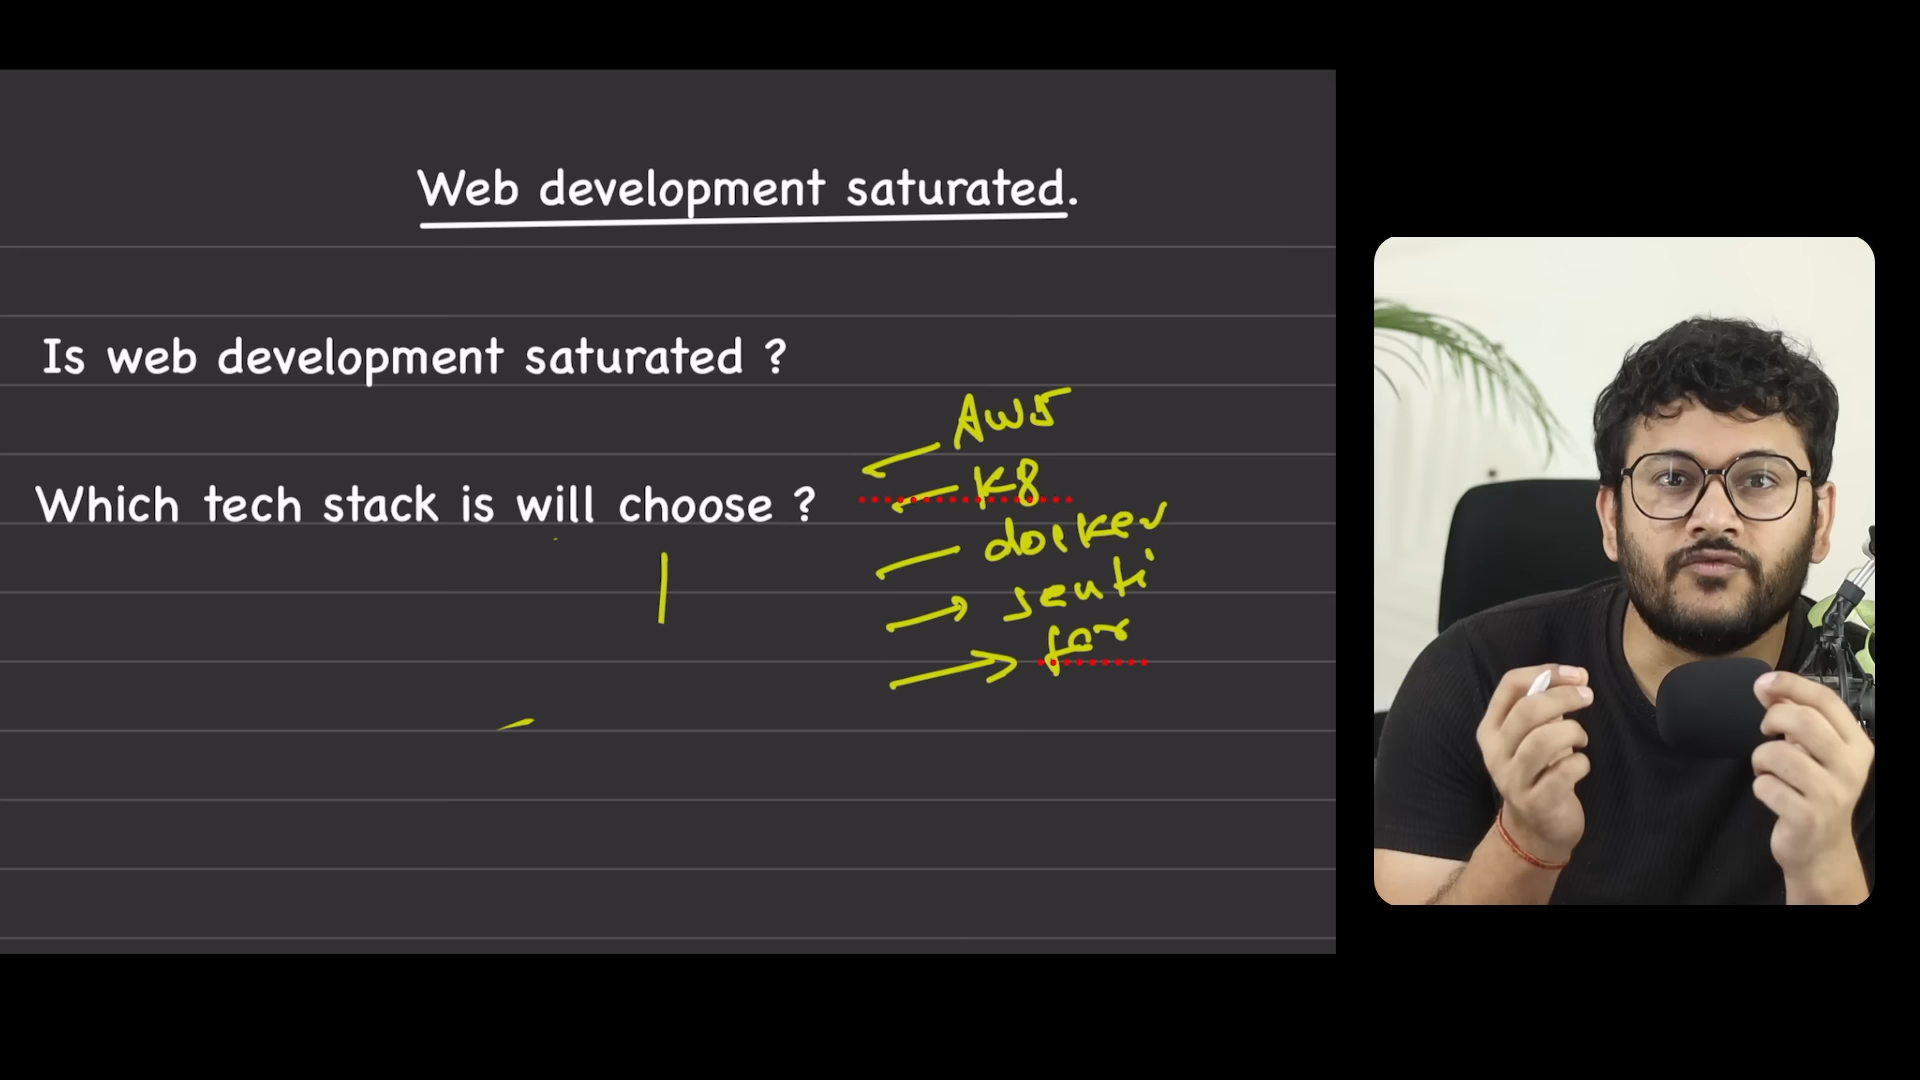 Web development saturated.
Is web development saturated ?
Which tech stack is will choose ?
AWS
K8
docker